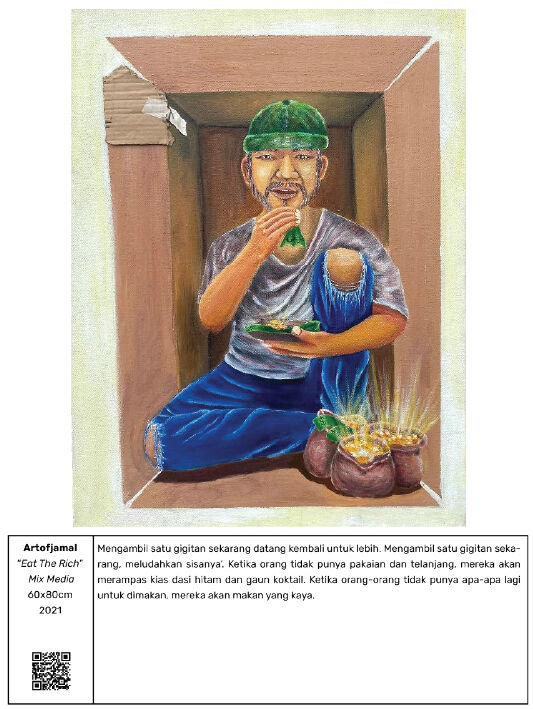 Artofjamal
"Eat The Rich"
Mix Media
60x80cm
2021
Mengambil satu gigitan sekarang datang kembali untuk lebih. Mengambil satu gigitan seka-
rang, meludahkan sisanya'. Ketika orang tidak punya pakaian dan telanjang, mereka akan
merampas kias dasi hitam dan gaun koktail. Ketika orang-orang tidak punya apa-apa lagi
untuk dimakan, mereka akan makan yang kaya.